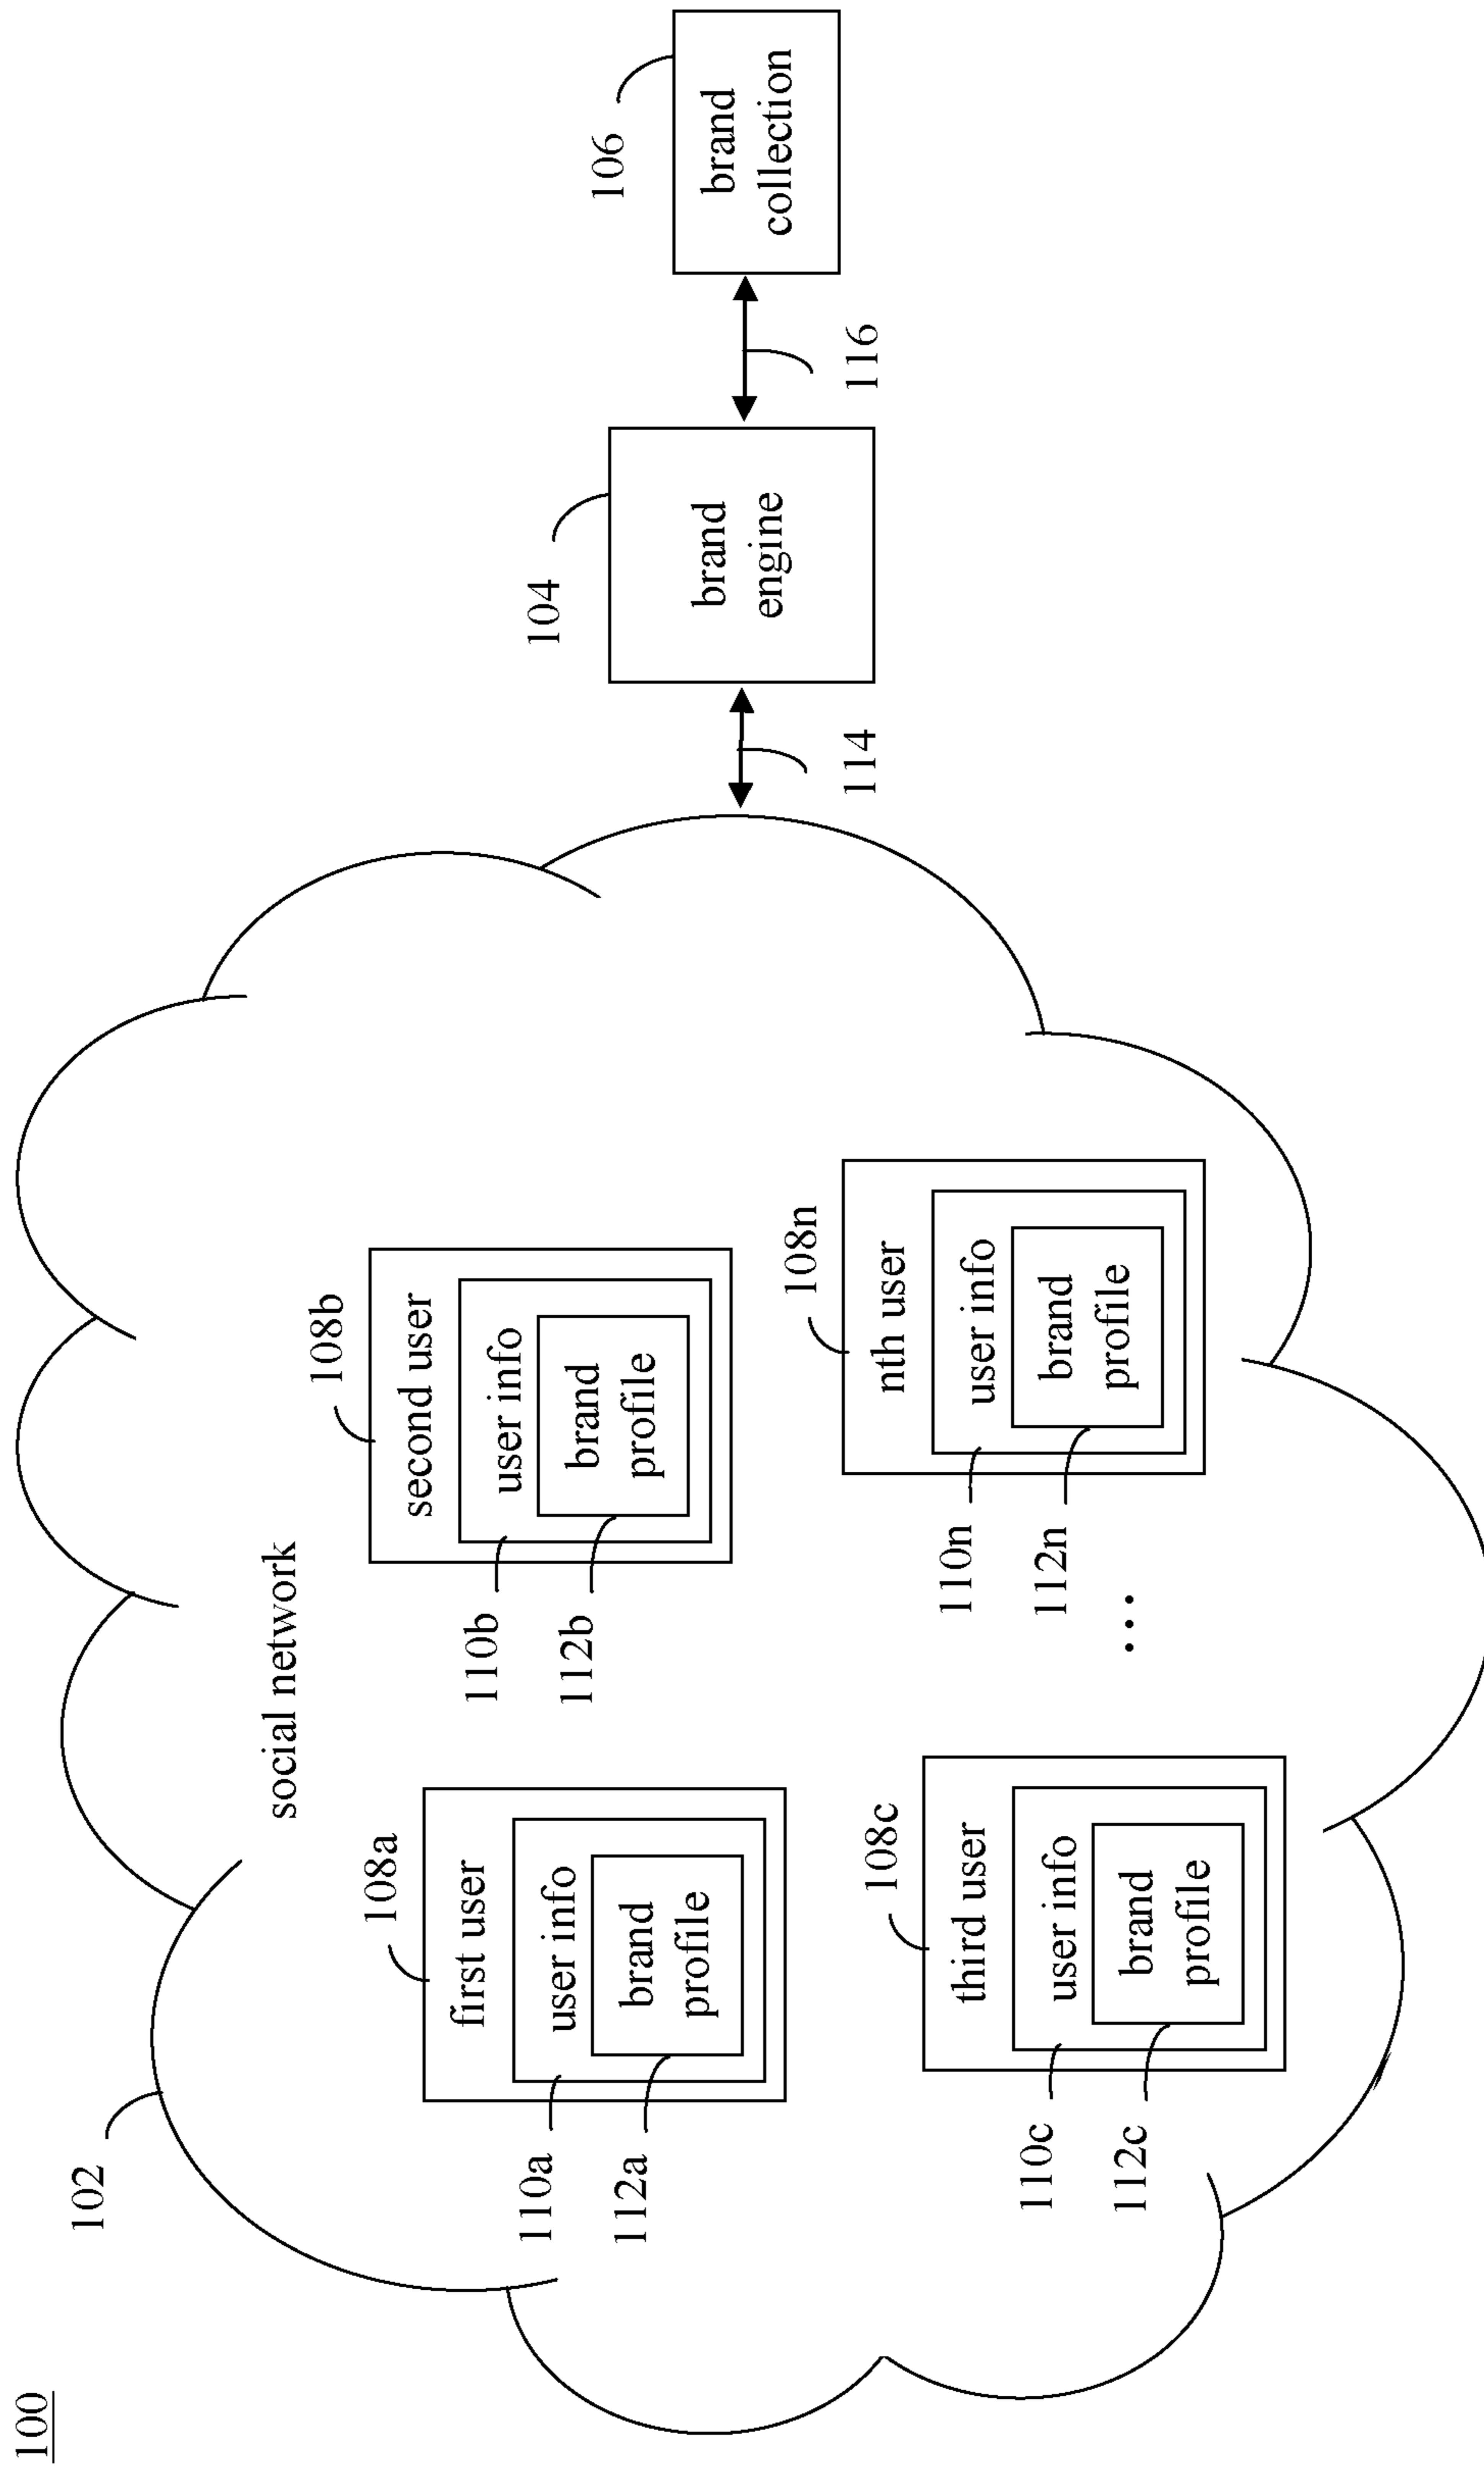 100
102
social network
108a
first user
user info
brand
profile
110a
112a
108b
second user
user info
brand
profile
110b
112b
108c
third user
user info
brand
profile
110c
112c
...
108n
nth user
user info
brand
profile
110n
112n
114
104
brand
engine
116
106
brand
collection